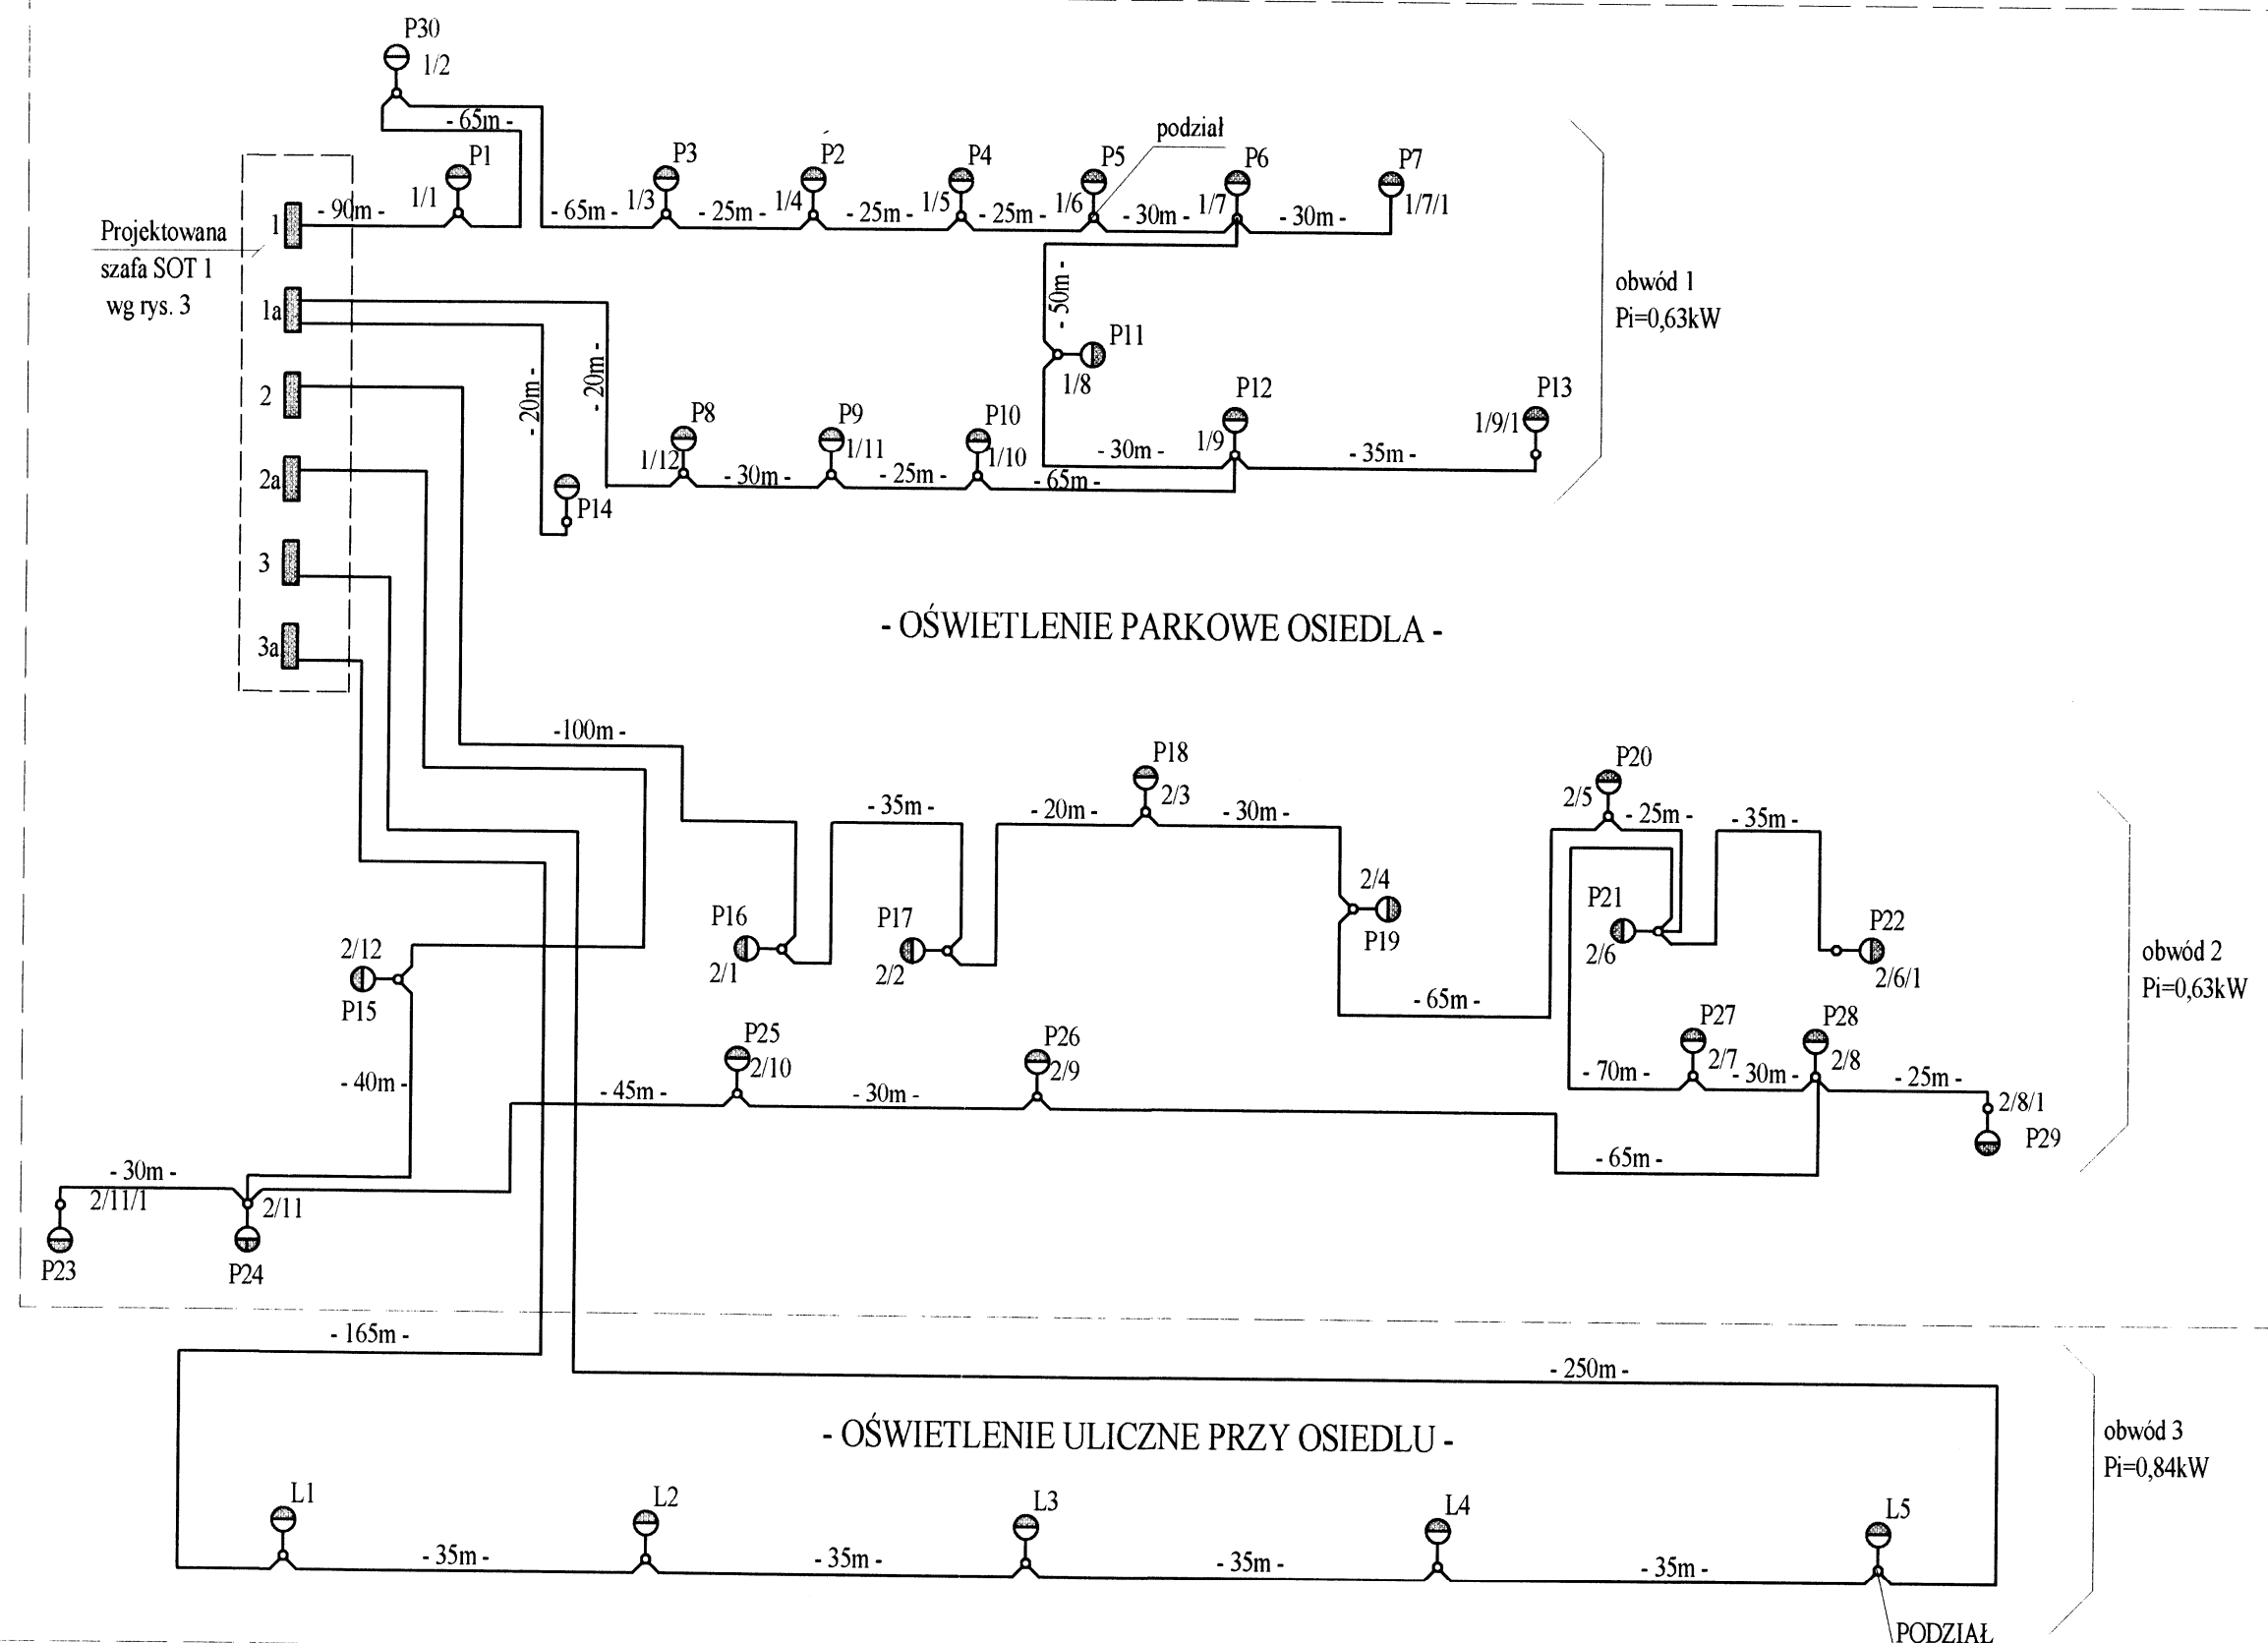 P30
1/2
- 65m -
P1
1/1
P3
1/3
P2
1/4
P4
1/5
P5
1/6
podział
P6
1/7
P7
1/7/1
1
- 90m -
- 65m -
- 25m -
- 25m -
- 25m -
- 30m -
- 30m -
Projektowana
szafa SOT 1
wg rys. 3
obwód 1
Pi=0,63kW
1a
- 20m -
- 20m -
- 50m -
P11
1/8
2
P8
1/12
P9
1/11
P10
1/10
P12
1/9
P13
1/9/1
- 30m -
- 25m -
- 65m -
- 30m -
- 35m -
2a
P14
3
3a
- OŚWIETLENIE PARKOWE OSIEDLA -
-100m -
P18
2/3
P20
2/5
- 35m -
- 20m -
- 30m -
- 25m -
- 35m -
P16
2/1
P17
2/2
2/4
P19
P21
2/6
P22
2/6/1
2/12
P15
obwód 2
Pi=0,63kW
- 65m -
P25
2/10
P26
2/9
P27
2/7
P28
2/8
- 40m -
- 45m -
- 30m -
- 70m -
- 30m -
- 25m -
2/8/1
P29
- 65m -
- 30m -
2/11/1
2/11
P23
P24
- 165m -
- 250m -
- OŚWIETLENIE ULICZNE PRZY OSIEDLU -
obwód 3
Pi=0,84kW
L1
L2
L3
L4
L5
- 35m -
- 35m -
- 35m -
- 35m -
PODZIAŁ